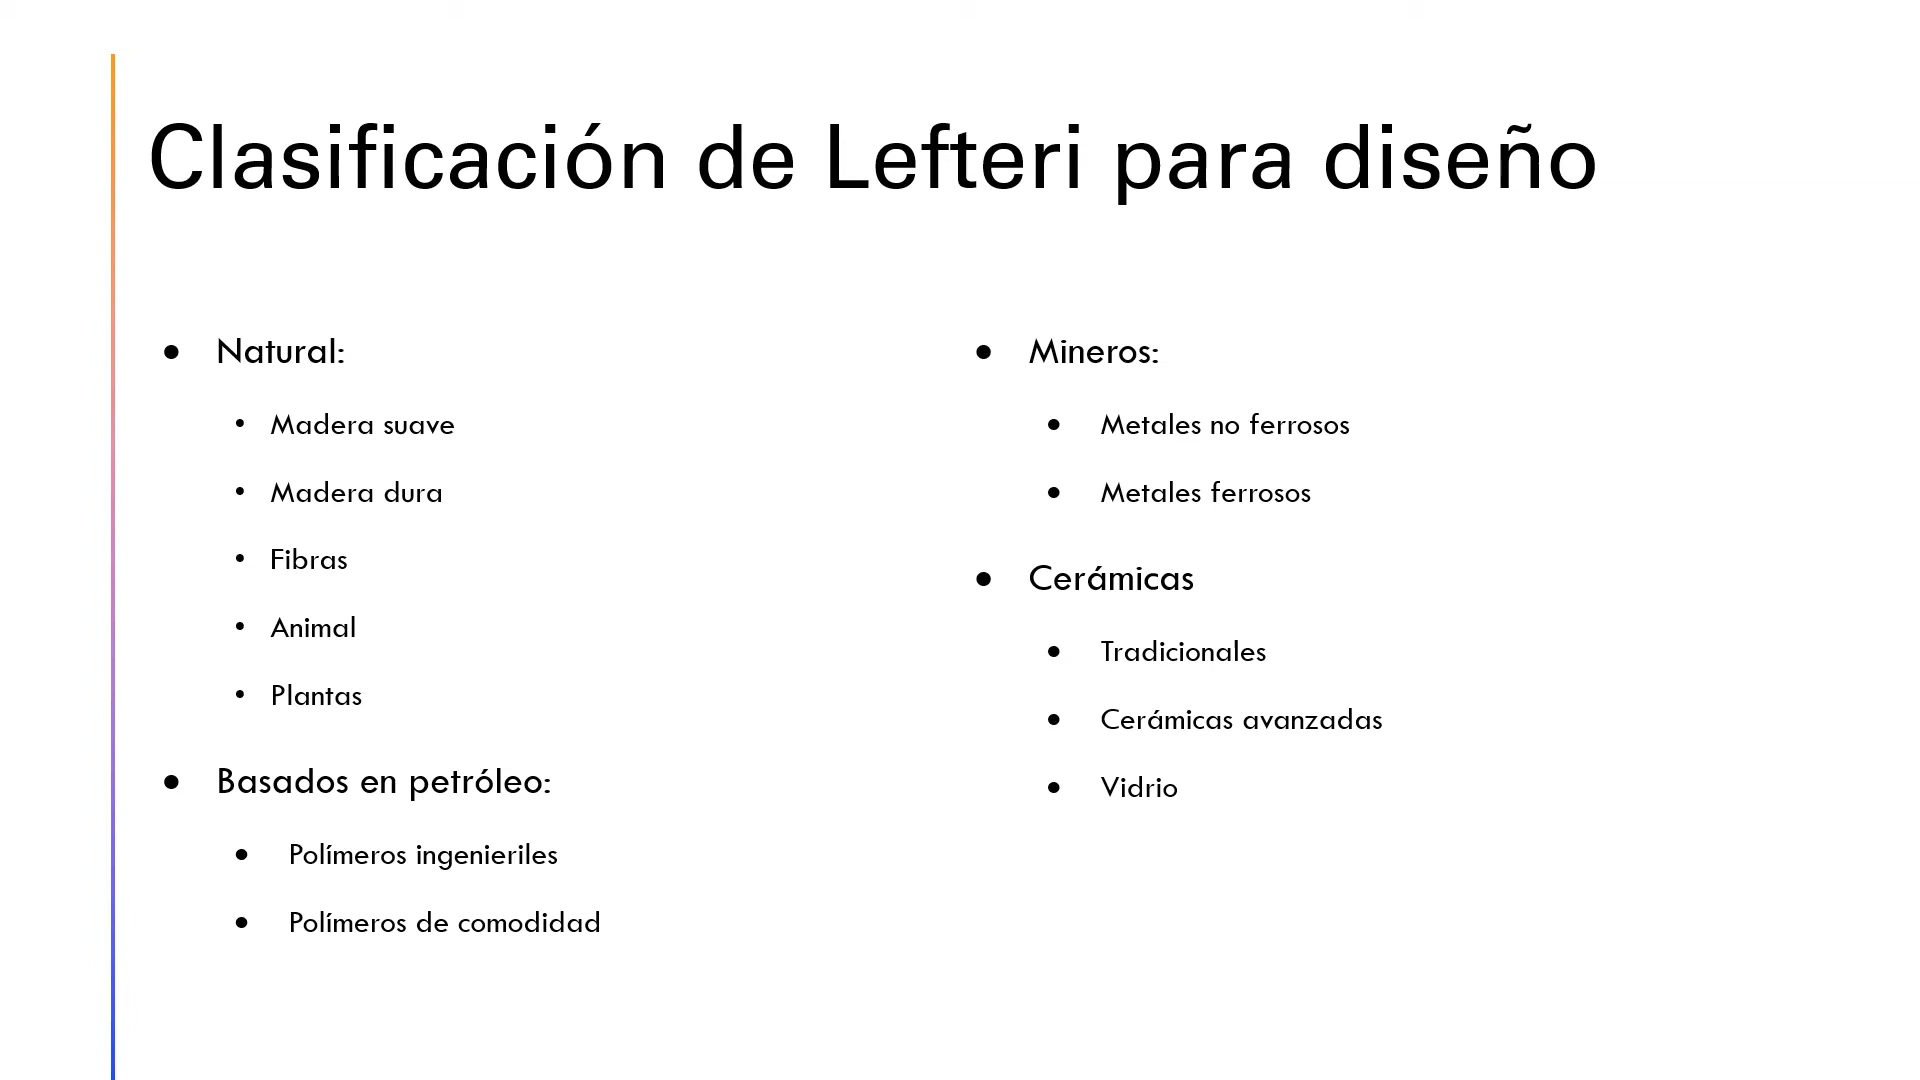 Clasificación de Lefteri para diseño
• Natural:
• Madera suave
• Madera dura
• Fibras
• Animal
• Plantas
• Basados en petróleo:
• Polímeros ingenieriles
• Polímeros de comodidad
• Mineros:
• Metales no ferrosos
• Metales ferrosos
• Cerámicas
• Tradicionales
• Cerámicas avanzadas
• Vidrio